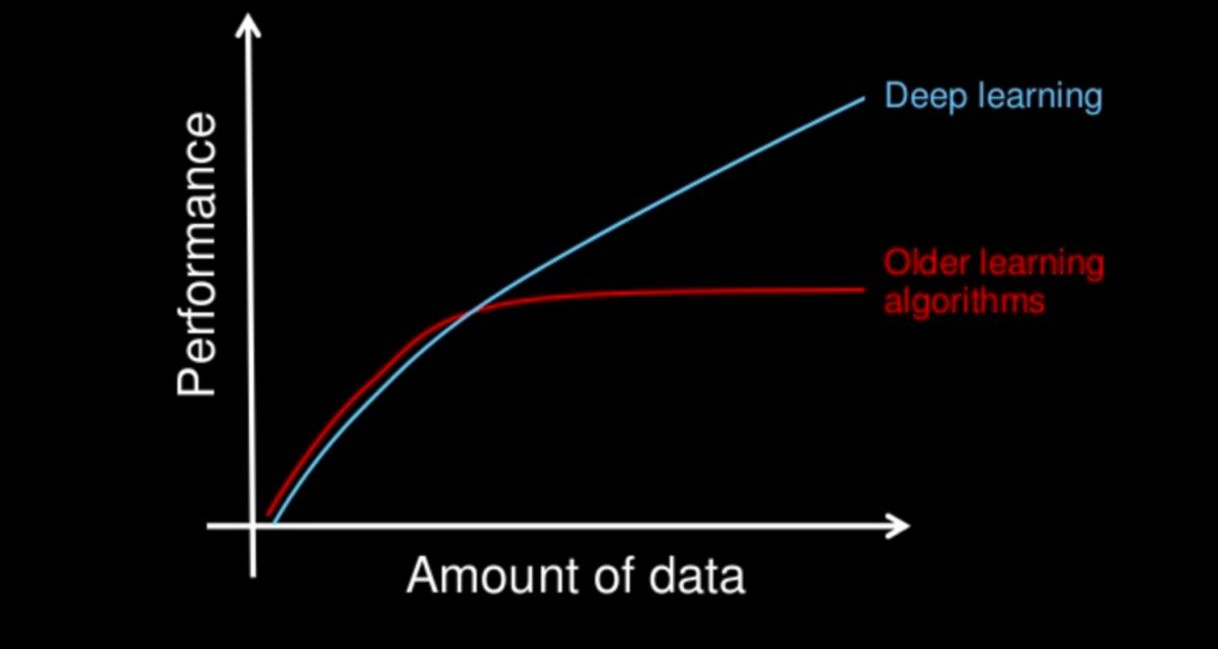 Performance
Deep learning
Older learning
algorithms
Amount of data